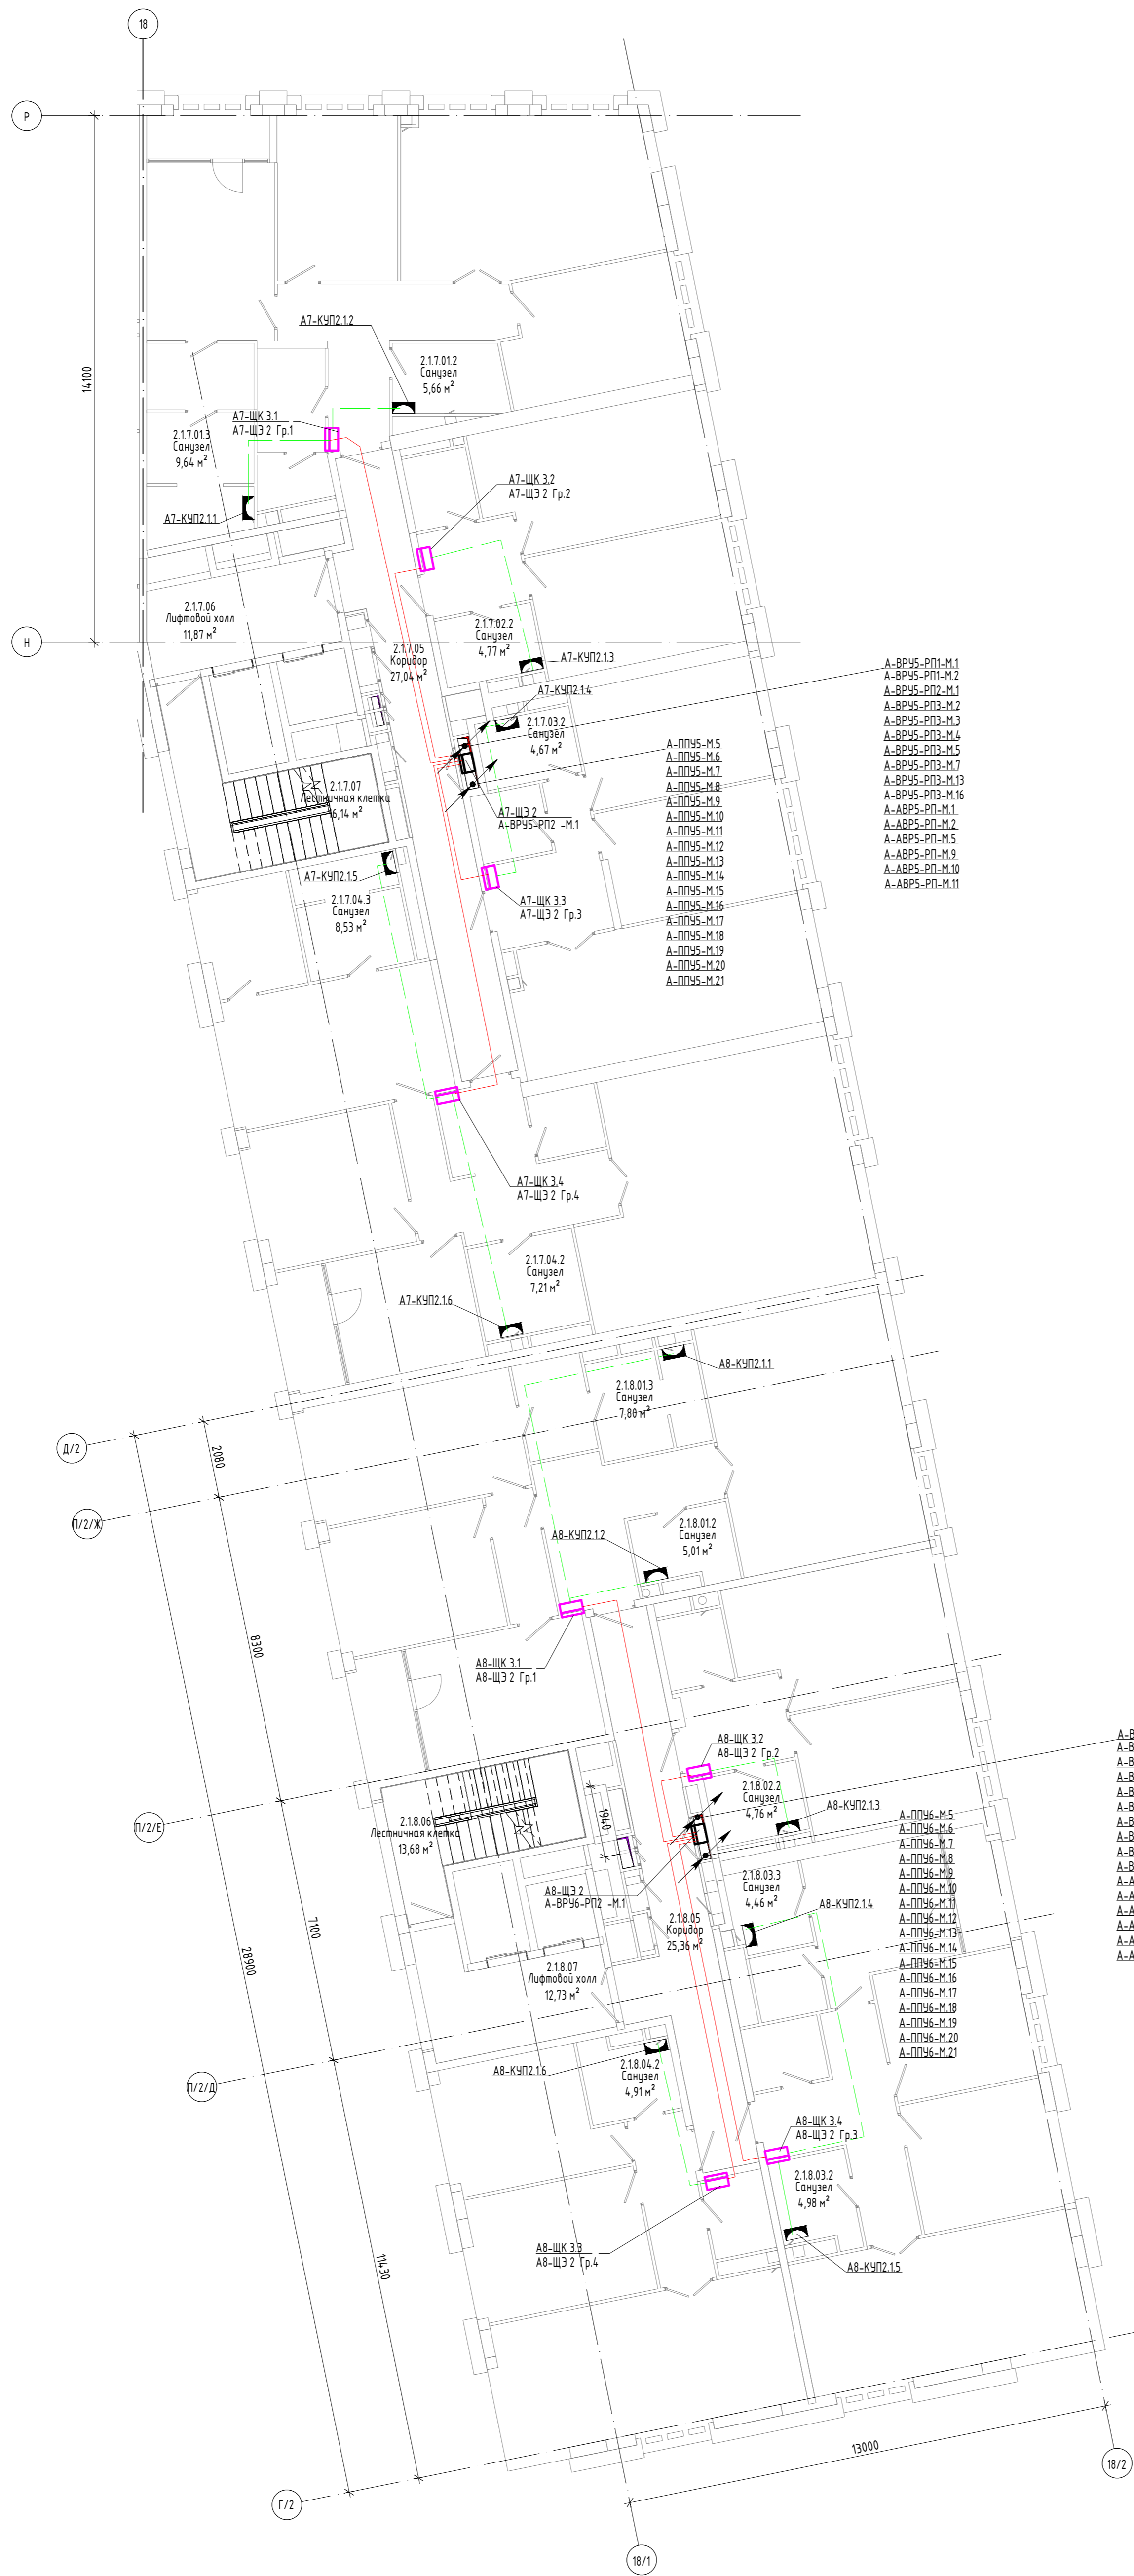 18
Р
14100
А7-КУП2.1.2
2.1.7.01.2
Санузел
5,66 м²
А7-ЩК 3.1
А7-ЩЭ 2 Гр.1
2.1.7.01.3
Санузел
9,64 м²
А7-КУП2.1.1
А7-ЩК 3.2
А7-ЩЭ 2 Гр.2
2.1.7.06
Лифтовой холл
11,87 м²
Н
2.1.7.05
Коридор
27,04 м²
2.1.7.02.2
Санузел
4,77 м²
А7-КУП2.1.3
А7-КУП2.1.4
2.1.7.03.2
Санузел
4,67 м²
А-ВРУ5-РП1-М.1
А-ВРУ5-РП1-М.2
А-ВРУ5-РП2-М.1
А-ВРУ5-РП3-М.2
А-ВРУ5-РП3-М.3
А-ВРУ5-РП3-М.4
А-ВРУ5-РП3-М.5
А-ВРУ5-РП3-М.7
А-ВРУ5-РП3-М.13
А-ВРУ5-РП3-М.16
А-АВР5-РП-М.1
А-АВР5-РП-М.2
А-АВР5-РП-М.5
А-АВР5-РП-М.9
А-АВР5-РП-М.10
А-АВР5-РП-М.11
А-ППУ5-М.5
А-ППУ5-М.6
А-ППУ5-М.7
А-ППУ5-М.8
А-ППУ5-М.9
А-ППУ5-М.10
А-ППУ5-М.11
А-ППУ5-М.12
А-ППУ5-М.13
А-ППУ5-М.14
А-ППУ5-М.15
А-ППУ5-М.16
А-ППУ5-М.17
А-ППУ5-М.18
А-ППУ5-М.19
А-ППУ5-М.20
А-ППУ5-М.21
2.1.7.07
Лестничная клетка
16,14 м²
А7-ЩЭ 2
А-ВРУ5-РП2 -М.1
А7-КУП2.1.5
2.1.7.04.3
Санузел
8,53 м²
А7-ЩК 3.3
А7-ЩЭ 2 Гр.3
А7-ЩК 3.4
А7-ЩЭ 2 Гр.4
2.1.7.04.2
Санузел
7,21 м²
А7-КУП2.1.6
А8-КУП2.1.1
2.1.8.01.3
Санузел
7,80 м²
Д/2
2080
П/2/Ж
А8-КУП2.1.2
2.1.8.01.2
Санузел
5,01 м²
8300
А8-ЩК 3.1
А8-ЩЭ 2 Гр.1
А8-ЩК 3.2
А8-ЩЭ 2 Гр.2
2.1.8.02.2
Санузел
4,76 м²
А8-КУП2.1.3
П/2/Е
2.1.8.06
Лестничная клетка
13,68 м²
1940
А-В
А-В
А-В
А-В
А-В
А-В
А-В
А-В
А-В
А-В
А-А
А-А
А-А
А-А
А-А
А-А
А-ППУ6-М.5
А-ППУ6-М.6
А-ППУ6-М.7
А-ППУ6-М.8
А-ППУ6-М.9
А-ППУ6-М.10
А-ППУ6-М.11
А-ППУ6-М.12
А-ППУ6-М.13
А-ППУ6-М.14
А-ППУ6-М.15
А-ППУ6-М.16
А-ППУ6-М.17
А-ППУ6-М.18
А-ППУ6-М.19
А-ППУ6-М.20
А-ППУ6-М.21
А8-ЩЭ 2
А-ВРУ6-РП2 -М.1
2.1.8.03.3
Санузел
4,46 м²
А8-КУП2.1.4
2.1.8.05
Коридор
25,36 м²
7100
28900
2.1.8.07
Лифтовой холл
12,73 м²
П/2/Д
А8-КУП2.1.6
2.1.8.04.2
Санузел
4,91 м²
А8-ЩК 3.4
А8-ЩЭ 2 Гр.3
2.1.8.03.2
Санузел
4,98 м²
11430
А8-ЩК 3.3
А8-ЩЭ 2 Гр.4
А8-КУП2.1.5
13000
18/2
Г/2
18/1